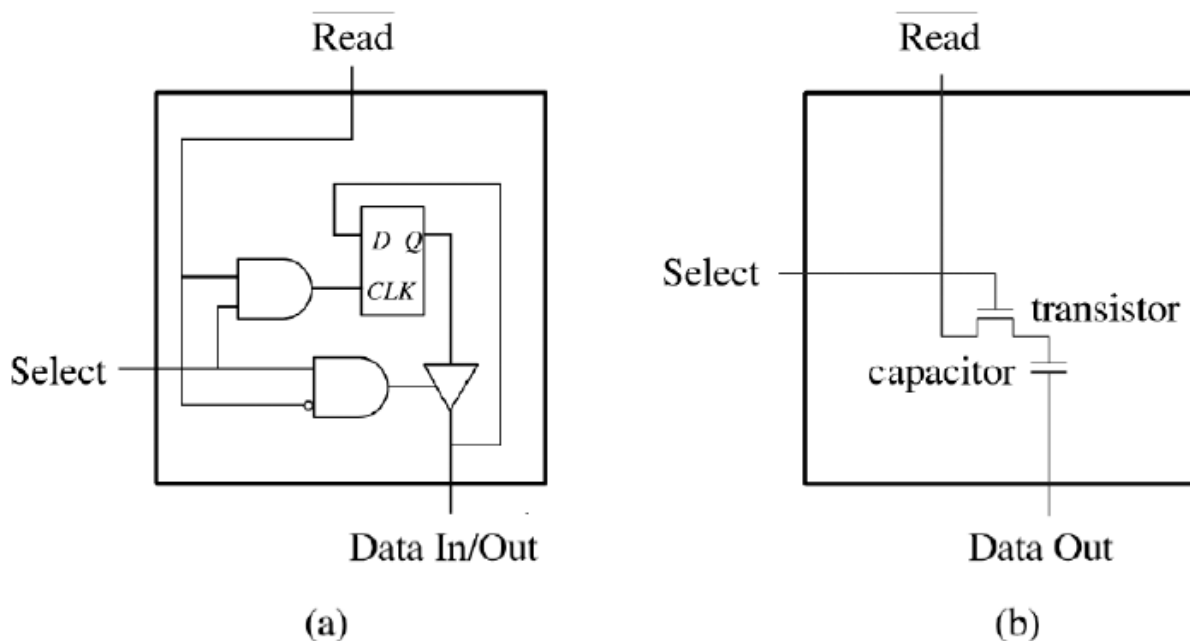 Read
D Q
CLK
Select
Data In/Out
(a)
Read
Select
transistor
capacitor
Data Out
(b)